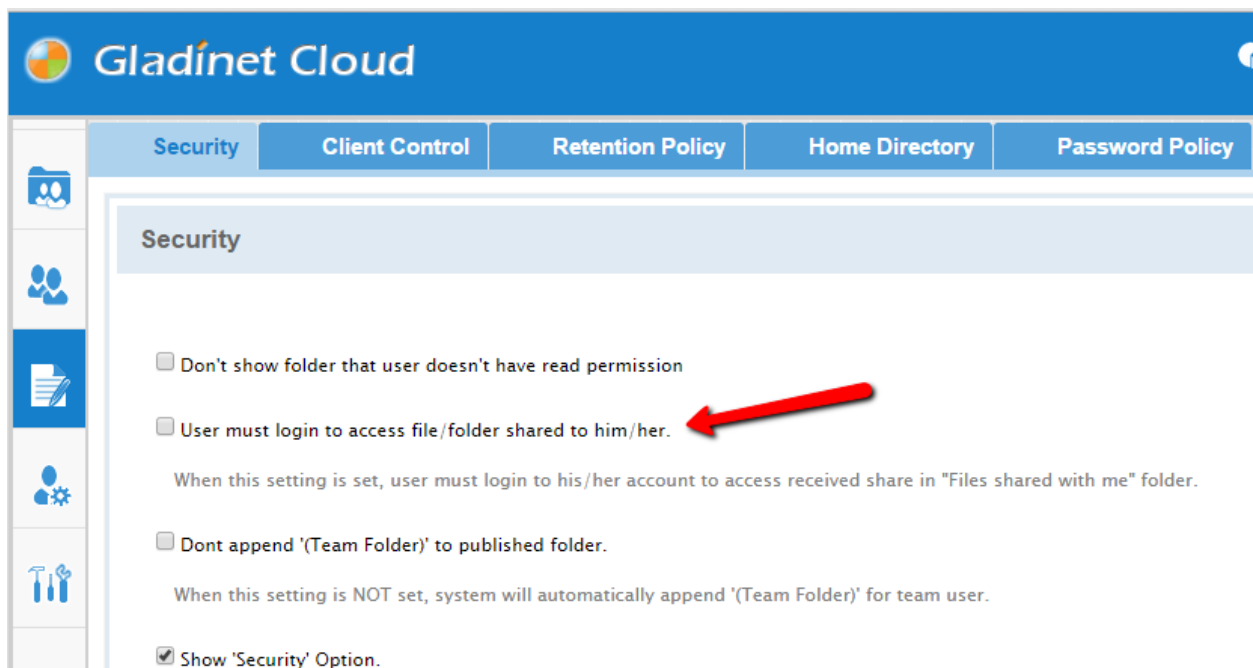 Gladinet Cloud
Security
Client Control
Retention Policy
Home Directory
Password Policy
Security
Don't show folder that user doesn't have read permission
User must login to access file/folder shared to him/her.
When this setting is set, user must login to his/her account to access received share in "Files shared with me" folder.
Dont append '(Team Folder)' to published folder.
When this setting is NOT set, system will automatically append '(Team Folder)' for team user.
Show 'Security' Option.